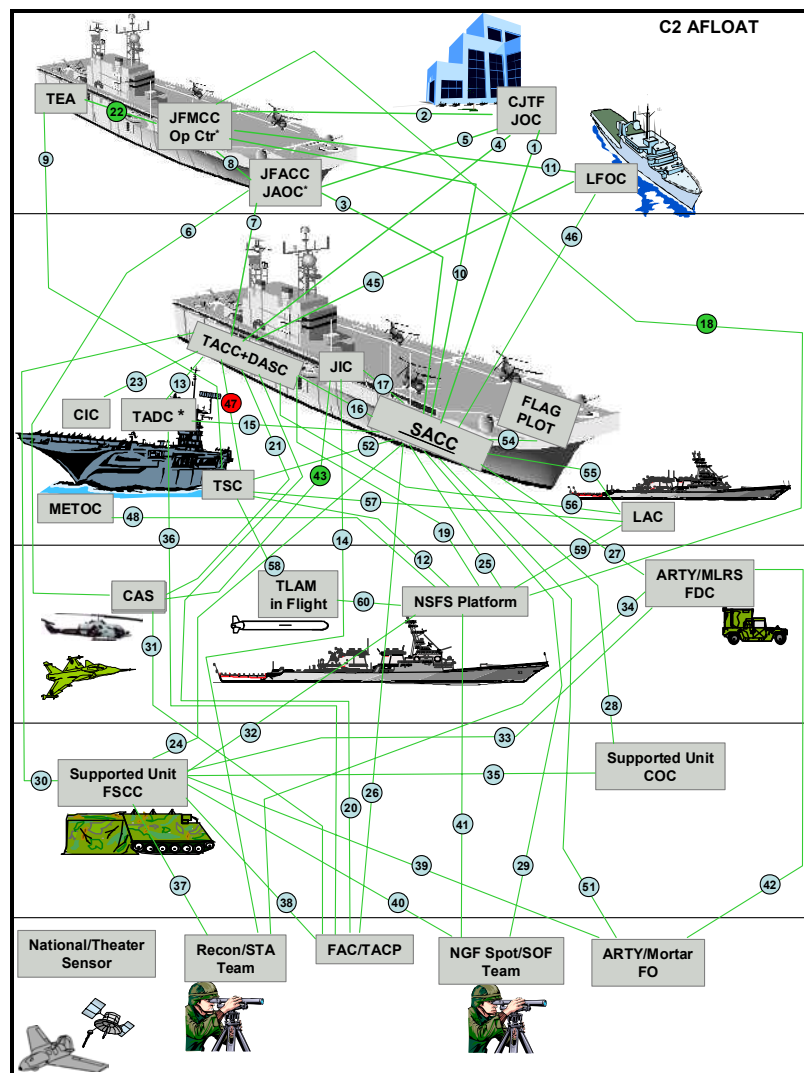 C2 AFLOAT
TEA
22
JFMCC
Op Ctr*
2
CJTF
JOC
9
8
5
4
1
JFACC
JAOC*
11
LFOC
3
6
7
46
45
10
18
TACC+DASC
JIC
17
FLAG
PLOT
23
13
CIC
TADC *
47
16
15
SACC
54
21
52
43
55
TSC
METOC
48
57
56
LAC
36
14
19
59
27
58
12
25
CAS
TLAM
in Flight
60
NSFS Platform
ARTY/MLRS
FDC
34
31
32
33
28
24
Supported Unit
FSCC
30
35
Supported Unit
COC
20
26
41
39
29
37
38
40
51
42
National/Theater
Sensor
Recon/STA
Team
FAC/TACP
NGF Spot/SOF
Team
ARTY/Mortar
FO